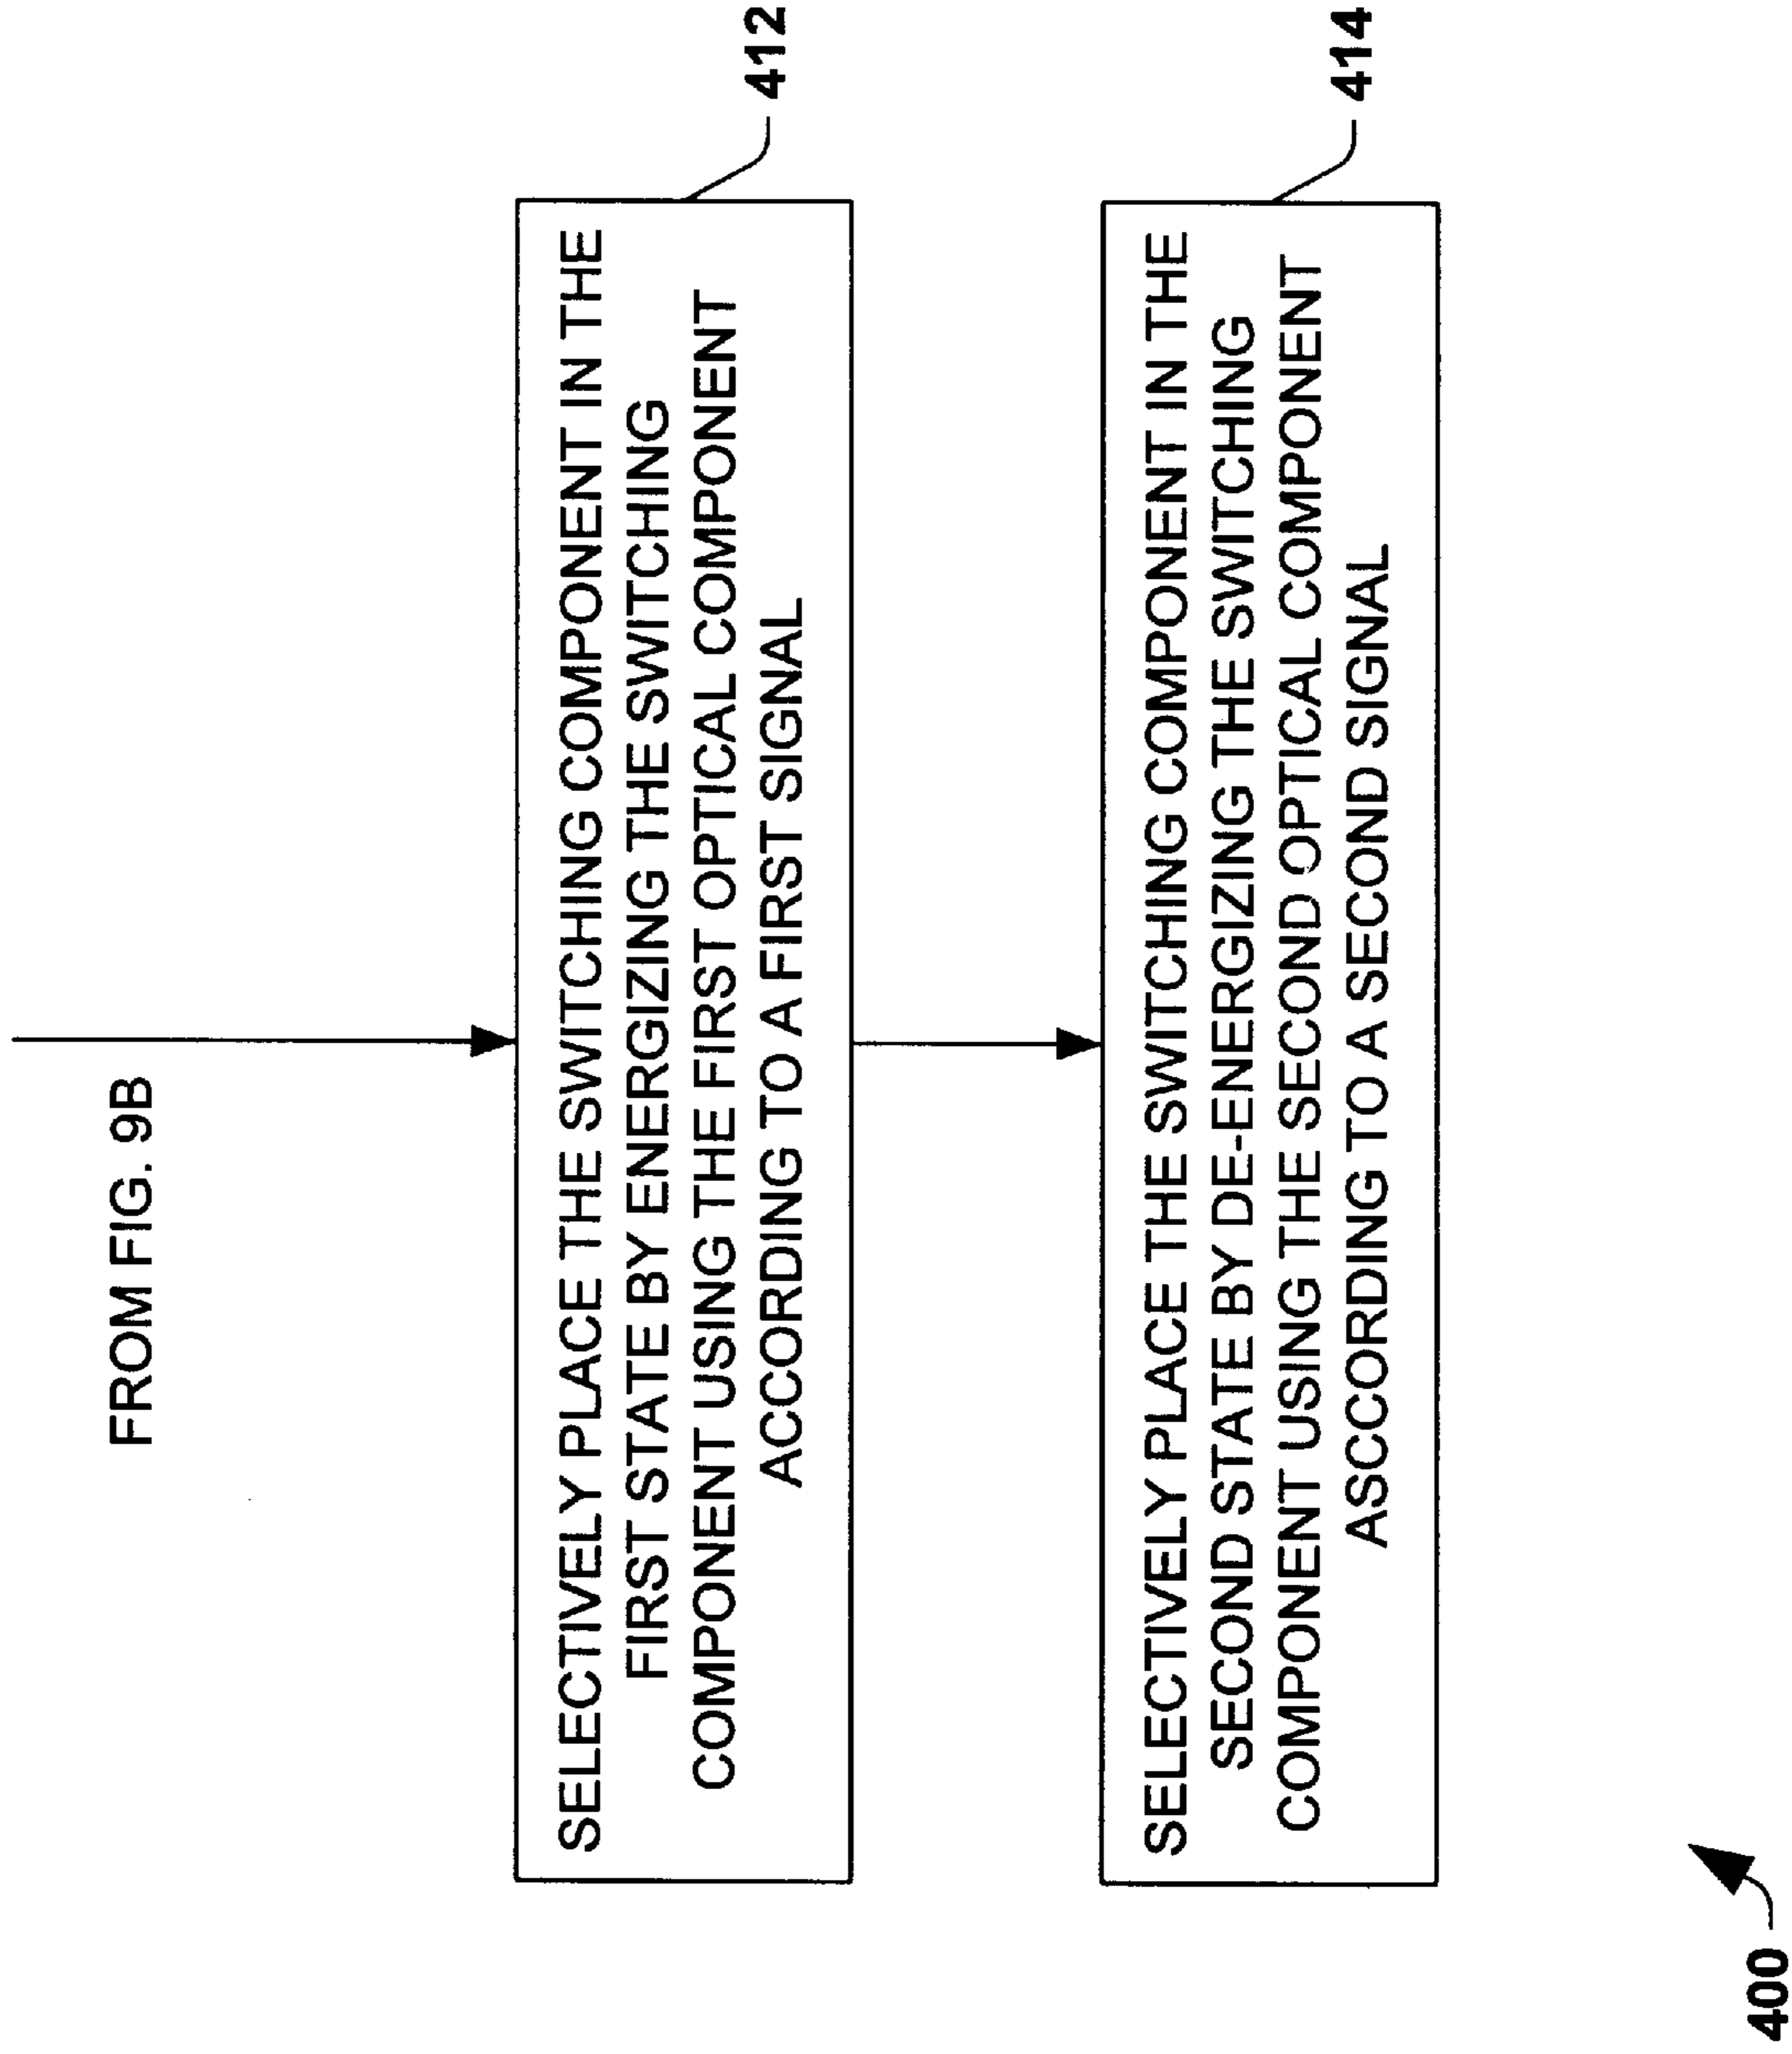 FROM FIG. 9B
SELECTIVELY PLACE THE SWITCHING COMPONENT IN THE
FIRST STATE BY ENERGIZING THE SWITCHING
COMPONENT USING THE FIRST OPTICAL COMPONENT
ACCORDING TO A FIRST SIGNAL
412
SELECTIVELY PLACE THE SWITCHING COMPONENT IN THE
SECOND STATE BY DE-ENERGIZING THE SWITCHING
COMPONENT USING THE SECOND OPTICAL COMPONENT
ASCCORDING TO A SECOND SIGNAL
414
400